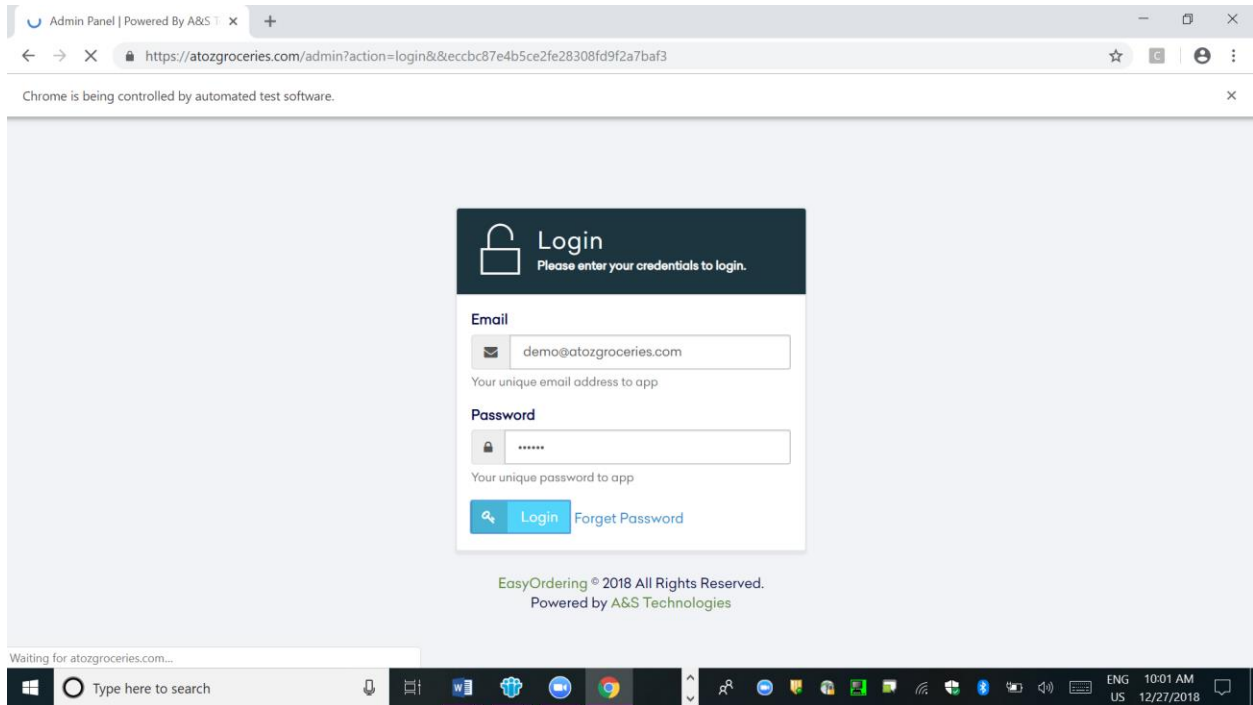 Admin Panel | Powered By A&S T
https://atozgroceries.com/admin?action=login&&eccbc87e4b5ce2fe28308fd9f2a7baf3
Chrome is being controlled by automated test software.
Login
Please enter your credentials to login.
Email
demo@atozgroceries.com
Your unique email address to app
Password
••••••
Your unique password to app
Login Forget Password
EasyOrdering © 2018 All Rights Reserved.
Powered by A&S Technologies
Waiting for atozgroceries.com...
Type here to search
ENG 10:01 AM
US 12/27/2018